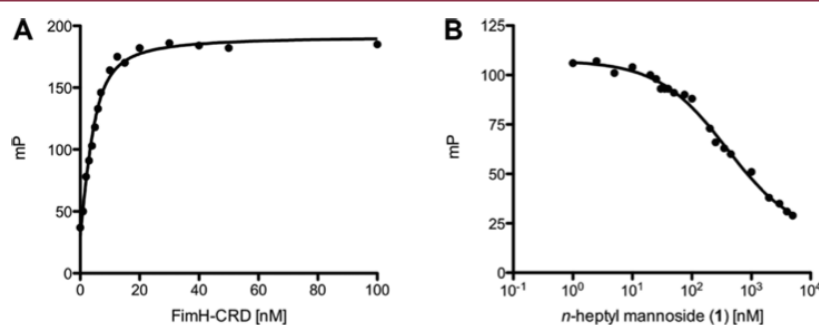 A
200
150
100
50
0
mP
0 20 40 60 80 100
FimH-CRD [nM]
B
125
100
75
50
25
0
mP
10⁻¹ 10⁰ 10¹ 10² 10³ 10⁴
n-heptyl mannoside (1) [nM]